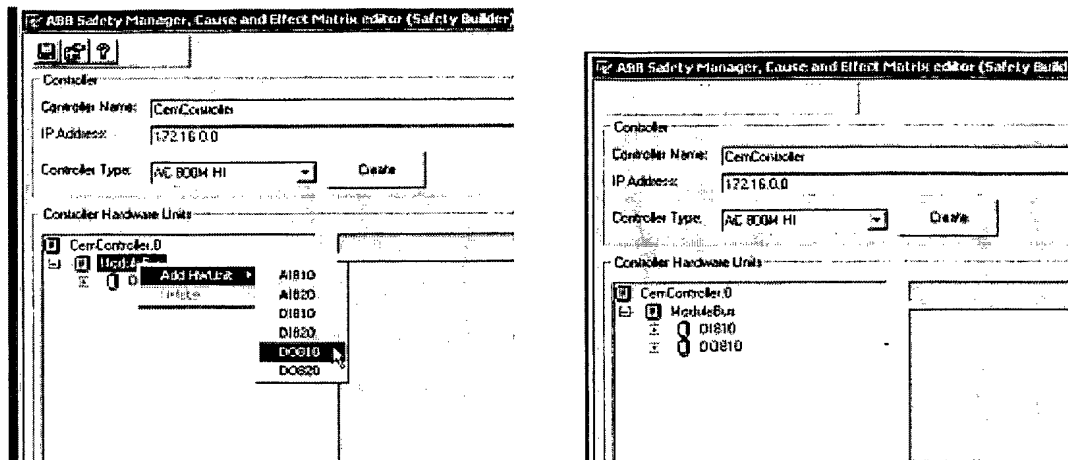 ABB Safety Manager, Cause and Effect Matrix editor (Safety Builder)
Controller
Controller Name: CemController
IP Address: 172.16.0.0
Controller Type: AC 800M HI Create
Controller Hardware Units
CemController.0
Add HwUnit
Delete
AI810
AI820
DI810
DI820
DO810
DO820
ABB Safety Manager, Cause and Effect Matrix editor (Safety Build
Controller
Controller Name: CemController
IP Address: 172.16.0.0
Controller Type: AC 800M HI Create
Controller Hardware Units
CemController.0
ModuleBus
DI810
DO810